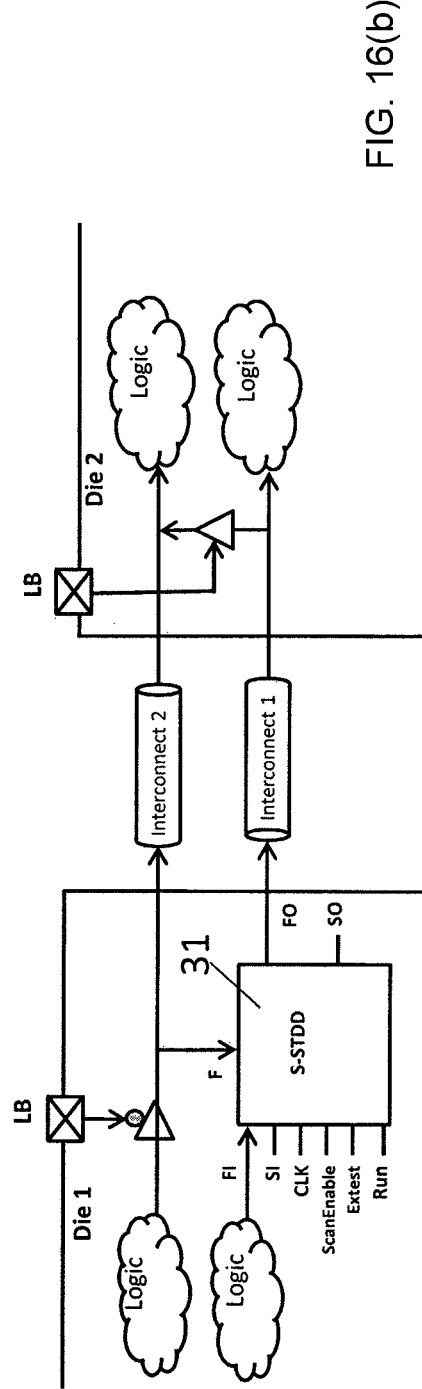 LB
LB
Die 1
Die 2
Logic
Interconnect 2
Logic
31
F
Logic
FI
SI
CLK
ScanEnable
Extest
Run
S-STDD
FO
SO
Interconnect 1
Logic
FIG. 16(b)